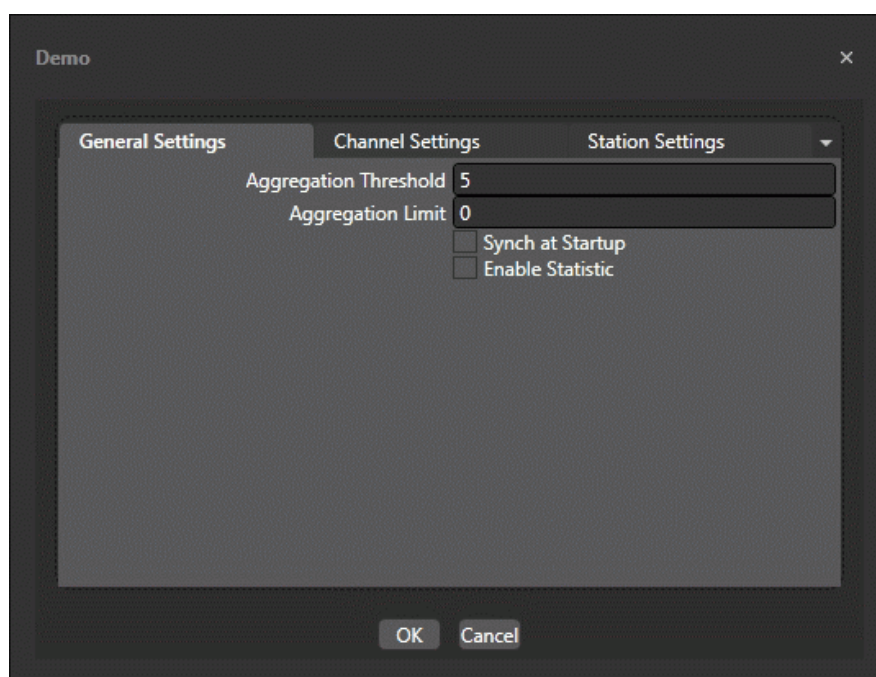 Demo
General Settings Channel Settings Station Settings
Aggregation Threshold 5
Aggregation Limit 0
Synch at Startup
Enable Statistic
OK Cancel